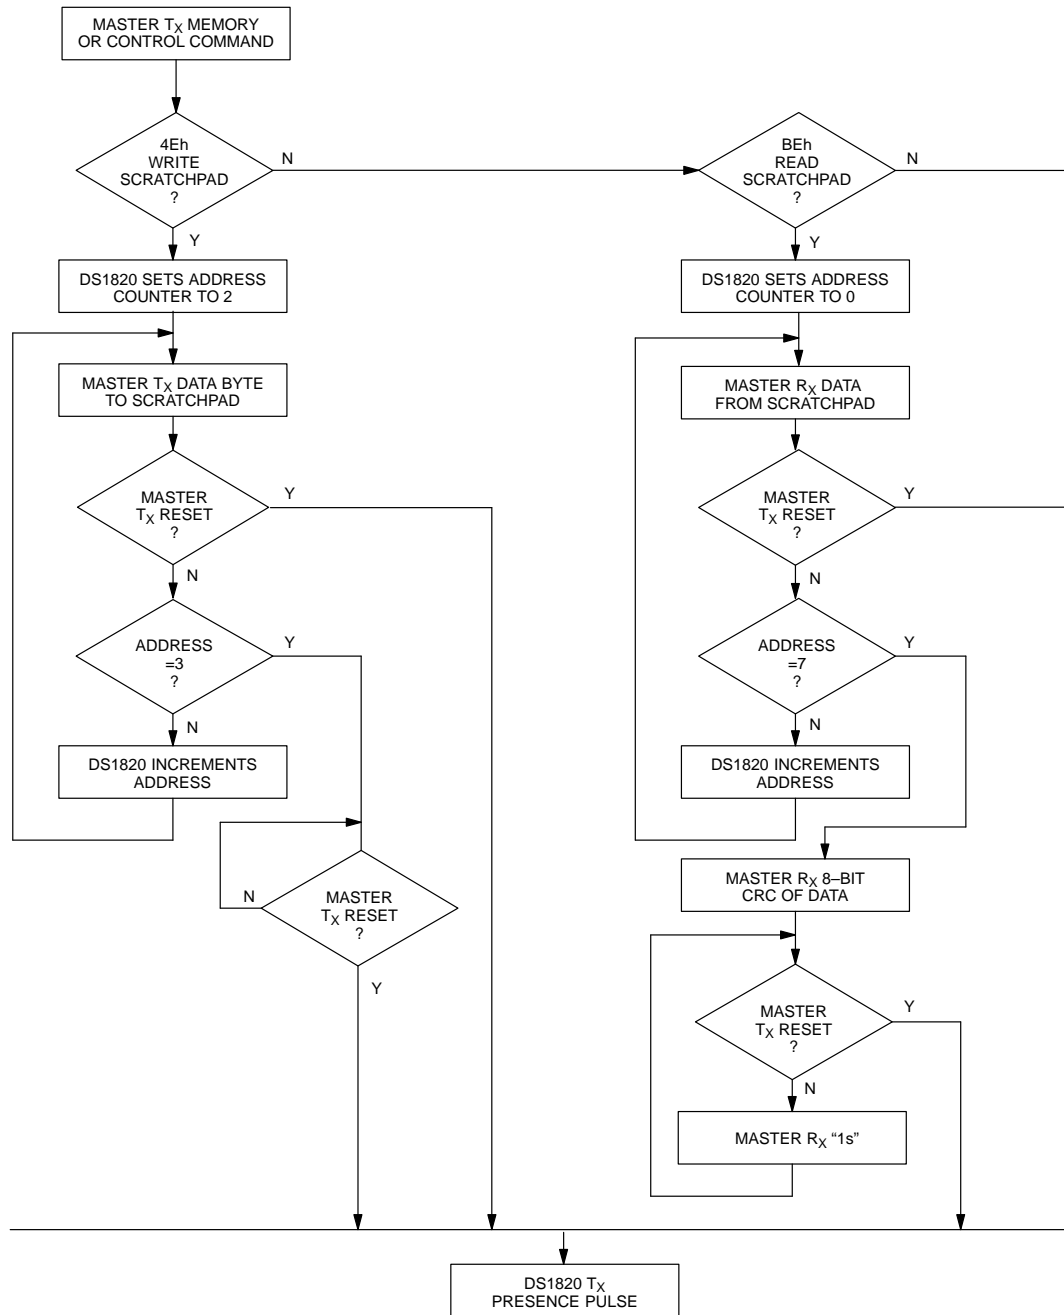 MASTER TX MEMORY
OR CONTROL COMMAND
4Eh
WRITE
SCRATCHPAD
?
N
Y
BEh
READ
SCRATCHPAD
?
N
Y
DS1820 SETS ADDRESS
COUNTER TO 2
DS1820 SETS ADDRESS
COUNTER TO 0
MASTER TX DATA BYTE
TO SCRATCHPAD
MASTER RX DATA
FROM SCRATCHPAD
MASTER
TX RESET
?
Y
N
MASTER
TX RESET
?
Y
N
ADDRESS
=3
?
Y
N
ADDRESS
=7
?
Y
N
DS1820 INCREMENTS
ADDRESS
DS1820 INCREMENTS
ADDRESS
N
MASTER
TX RESET
?
Y
MASTER RX 8–BIT
CRC OF DATA
MASTER
TX RESET
?
Y
N
MASTER RX “1s”
DS1820 TX
PRESENCE PULSE